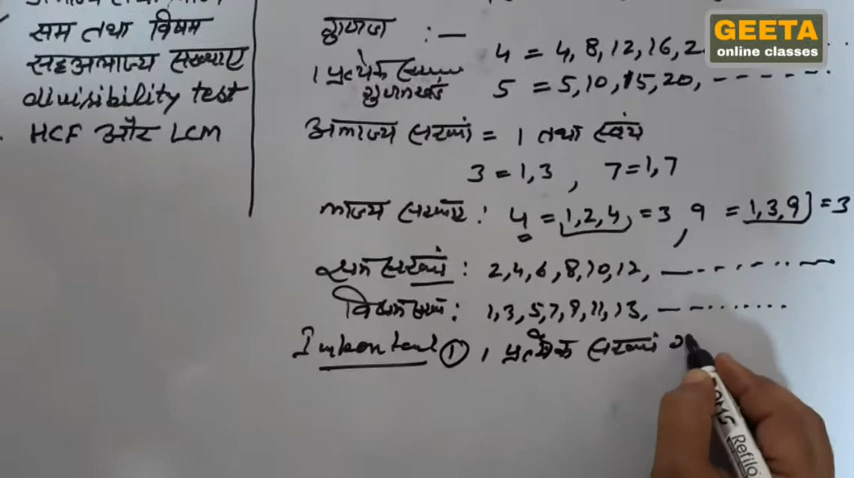 सम तथा विषम
सहअभाज्य संख्याए
divisibility test
HCF और LCM
गुणज :—
4 = 4, 8, 12, 16, 2
1 प्रत्येक
गुणनखंड
5 = 5, 10, 15, 20, - - - - - -
अभाज्य संख्यां = 1 तथा स्वंय
3 = 1, 3 , 7 = 1, 7
भाज्य संख्याए : 4 = 1, 2, 4, = 3 , 9 = 1, 3, 9 = 3
सम संख्यां : 2, 4, 6, 8, 10, 12, — - - - - - -
विषम संख्यां : 1, 3, 5, 7, 9, 11, 13, — - - - - - -
Important ① 1 प्रत्येक संख्यां
GEETA
online classes